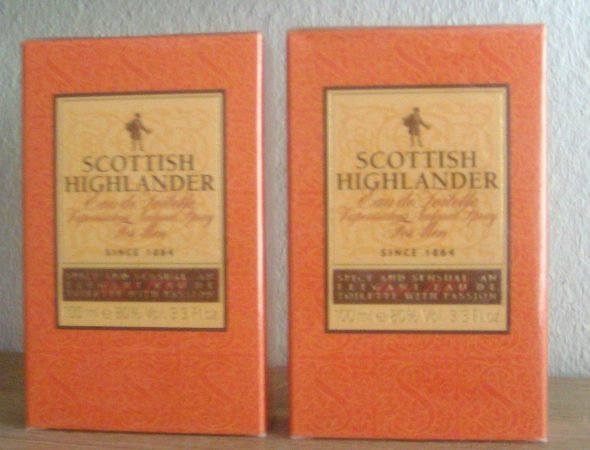 SCOTTISH
HIGHLANDER
Eau de Toilette
Vaporisateur Natural Spray
For Men
SINCE 1864
SPICY AND SENSUAL AN
ELEGANT EAU DE
TOILETTE WITH PASSION
100 ml e 80% Vol. 3.3 Fl.oz
SCOTTISH
HIGHLANDER
Eau de Toilette
Vaporisateur Natural Spray
For Men
SINCE 1864
SPICY AND SENSUAL AN
ELEGANT EAU DE
TOILETTE WITH PASSION
100 ml e 80% Vol. 3.3 Fl.oz